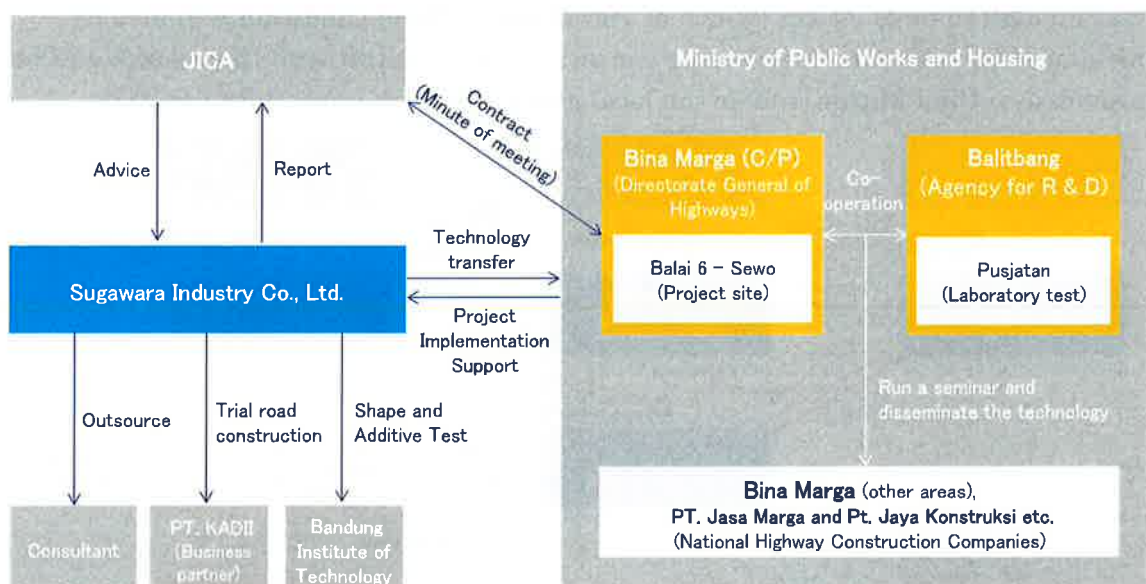 JICA
Ministry of Public Works and Housing
Contract
(Minute of
meeting)
Advice
Report
Bina Marga (C/P)
(Directorate General of
Highways)
Co-
operation
Balitbang
(Agency for R & D)
Balai 6 - Sewo
(Project site)
Pusjatan
(Laboratory test)
Sugawara Industry Co., Ltd.
Technology
transfer
Project
Implementation
Support
Run a seminar and
disseminate the technology
Outsource
Trial road
construction
Shape and
Additive Test
Bina Marga (other areas),
PT. Jasa Marga and Pt. Jaya Konstruksi etc.
(National Highway Construction Companies)
Consultant
PT. KADII
(Business
partner)
Bandung
Institute of
Technology